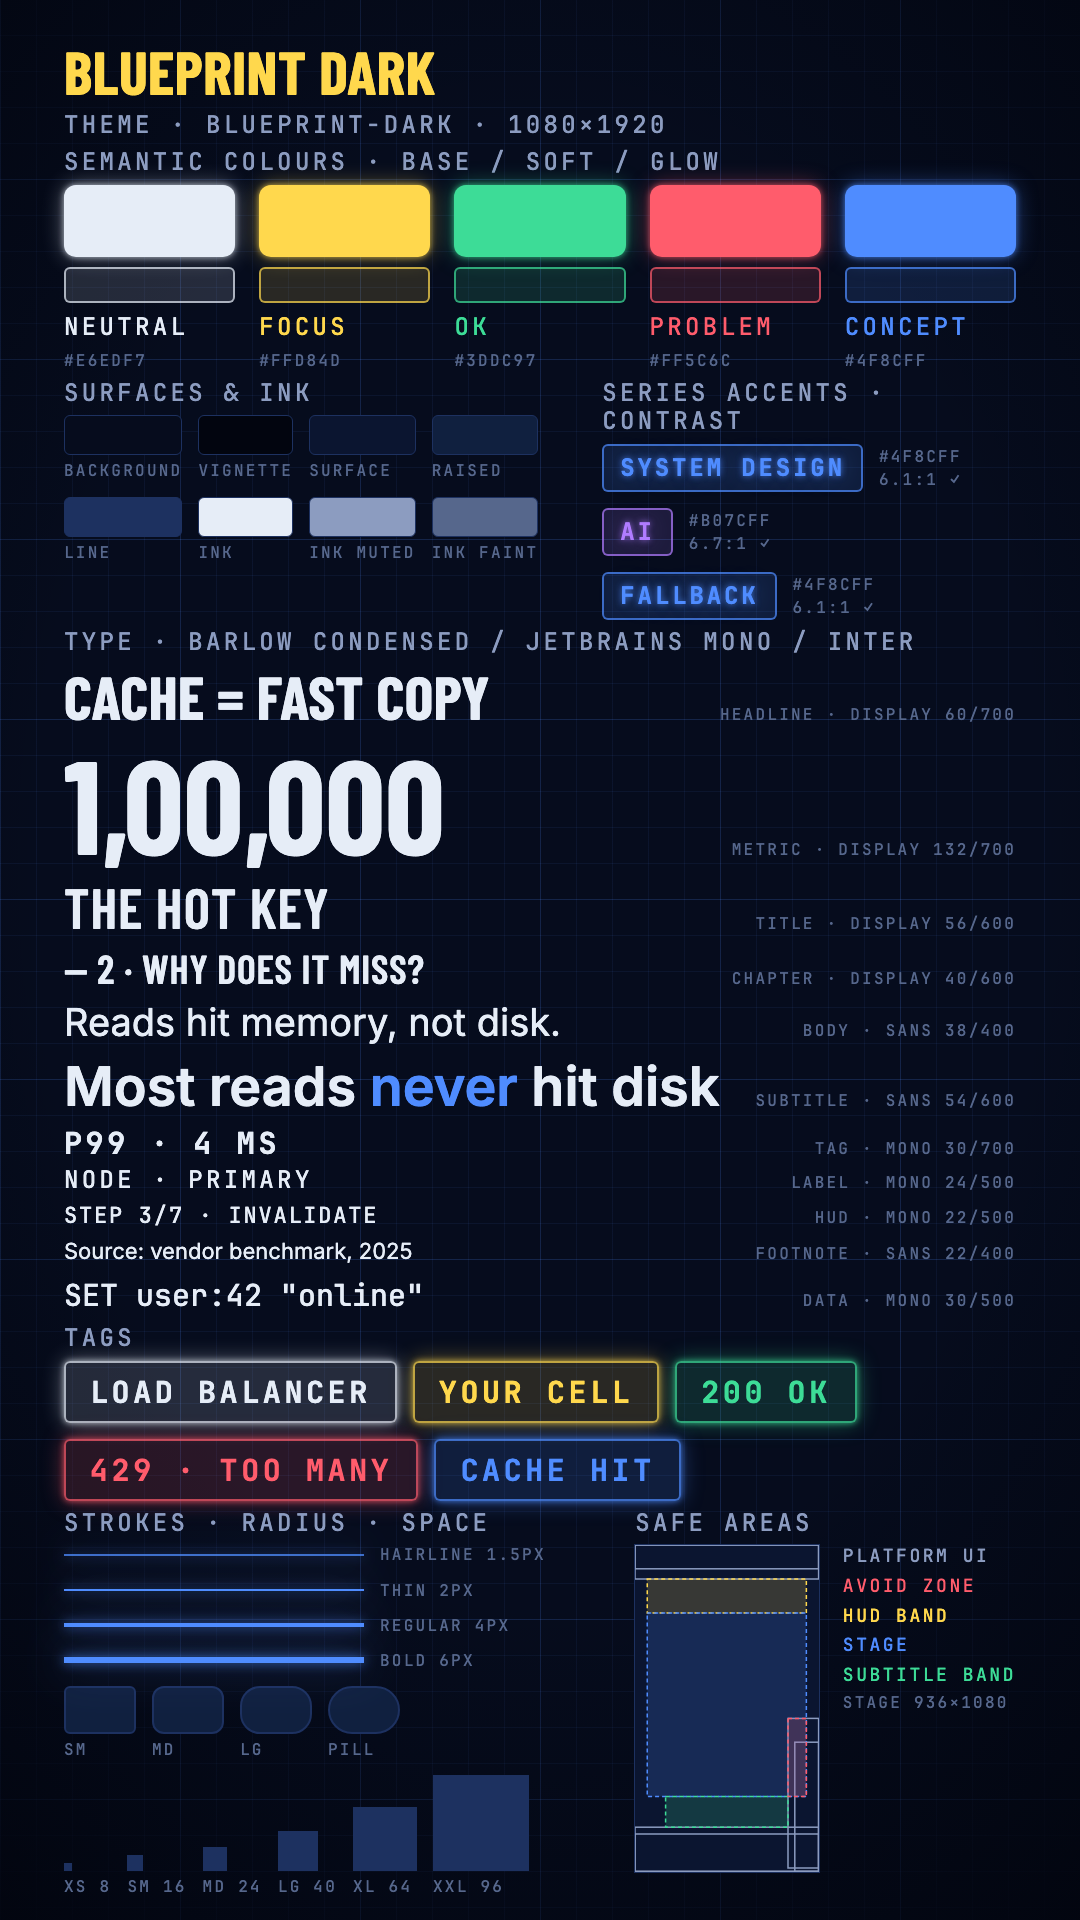 BLUEPRINT DARK
THEME · BLUEPRINT-DARK · 1080×1920
SEMANTIC COLOURS · BASE / SOFT / GLOW
NEUTRAL FOCUS OK PROBLEM CONCEPT
#E6EDF7 #FFD84D #3DDC97 #FF5C6C #4F8CFF
SURFACES & INK
BACKGROUND VIGNETTE SURFACE RAISED
LINE INK INK MUTED INK FAINT
SERIES ACCENTS ·
CONTRAST
SYSTEM DESIGN #4F8CFF
6.1:1 ✓
AI #B07CFF
6.7:1 ✓
FALLBACK #4F8CFF
6.1:1 ✓
TYPE · BARLOW CONDENSED / JETBRAINS MONO / INTER
CACHE = FAST COPY HEADLINE · DISPLAY 60/700
1,00,000 METRIC · DISPLAY 132/700
THE HOT KEY TITLE · DISPLAY 56/600
— 2 · WHY DOES IT MISS? CHAPTER · DISPLAY 40/600
Reads hit memory, not disk. BODY · SANS 38/400
Most reads never hit disk SUBTITLE · SANS 54/600
P99 · 4 MS TAG · MONO 30/700
NODE · PRIMARY LABEL · MONO 24/500
STEP 3/7 · INVALIDATE HUD · MONO 22/500
Source: vendor benchmark, 2025 FOOTNOTE · SANS 22/400
SET user:42 "online" DATA · MONO 30/500
TAGS
LOAD BALANCER YOUR CELL 200 OK
429 · TOO MANY CACHE HIT
STROKES · RADIUS · SPACE
HAIRLINE 1.5PX
THIN 2PX
REGULAR 4PX
BOLD 6PX
SM MD LG PILL
XS 8 SM 16 MD 24 LG 40 XL 64 XXL 96
SAFE AREAS
PLATFORM UI
AVOID ZONE
HUD BAND
STAGE
SUBTITLE BAND
STAGE 936×1080